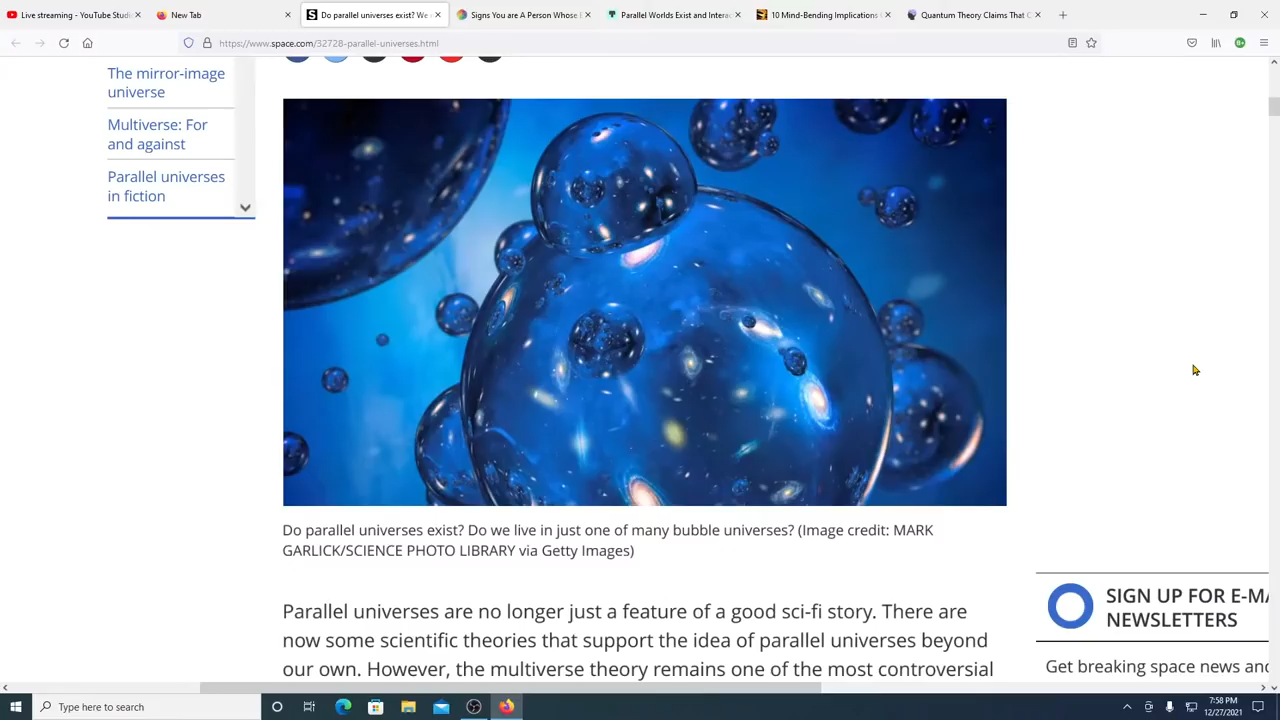 Live streaming - YouTube Studio
New Tab
Do parallel universes exist? We
Signs You are A Person Whose
Parallel Worlds Exist and Interac
10 Mind-Bending Implications
Quantum Theory Claims That C
https://www.space.com/32728-parallel-universes.html
The mirror-image
universe
Multiverse: For
and against
Parallel universes
in fiction
Do parallel universes exist? Do we live in just one of many bubble universes? (Image credit: MARK
GARLICK/SCIENCE PHOTO LIBRARY via Getty Images)
Parallel universes are no longer just a feature of a good sci-fi story. There are
now some scientific theories that support the idea of parallel universes beyond
our own. However, the multiverse theory remains one of the most controversial
SIGN UP FOR E-MA
NEWSLETTERS
Get breaking space news and
Type here to search
7:58 PM
12/27/2021